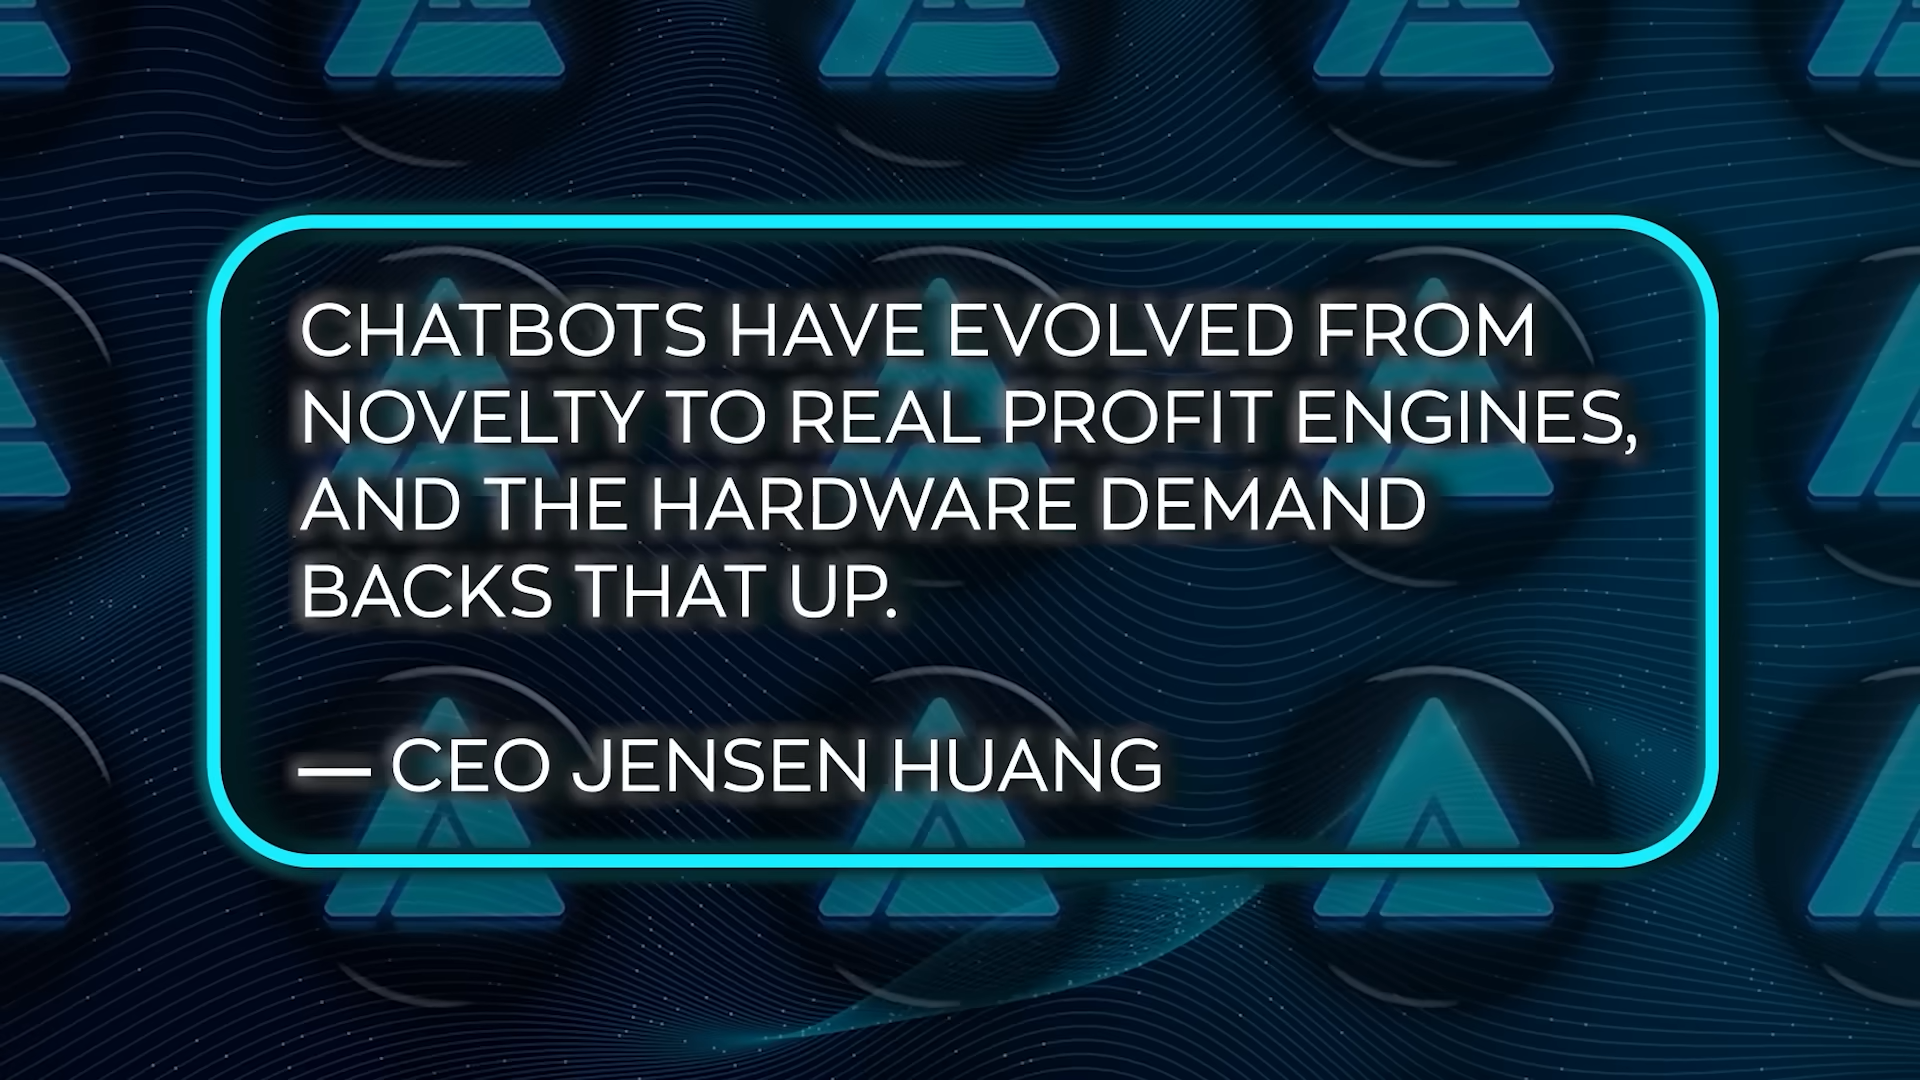 CHATBOTS HAVE EVOLVED FROM
NOVELTY TO REAL PROFIT ENGINES,
AND THE HARDWARE DEMAND
BACKS THAT UP.
— CEO JENSEN HUANG